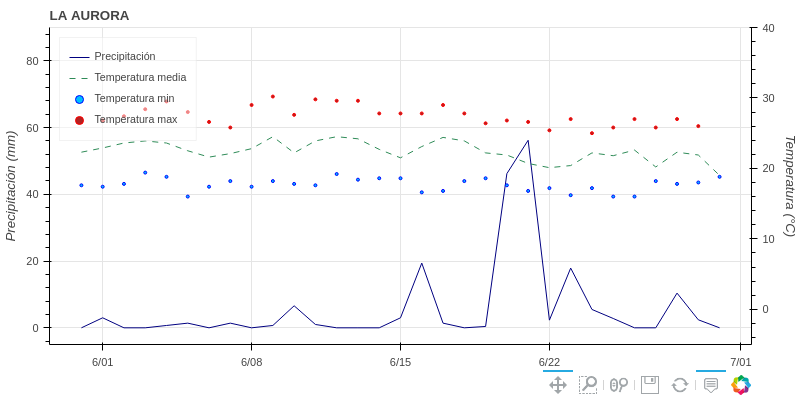 LA AURORA
Precipitación
Temperatura media
Temperatura min
Temperatura max
Precipitación (mm)
80
60
40
20
0
Temperature (°C)
40
30
20
10
0
6/01
6/08
6/15
6/22
7/01